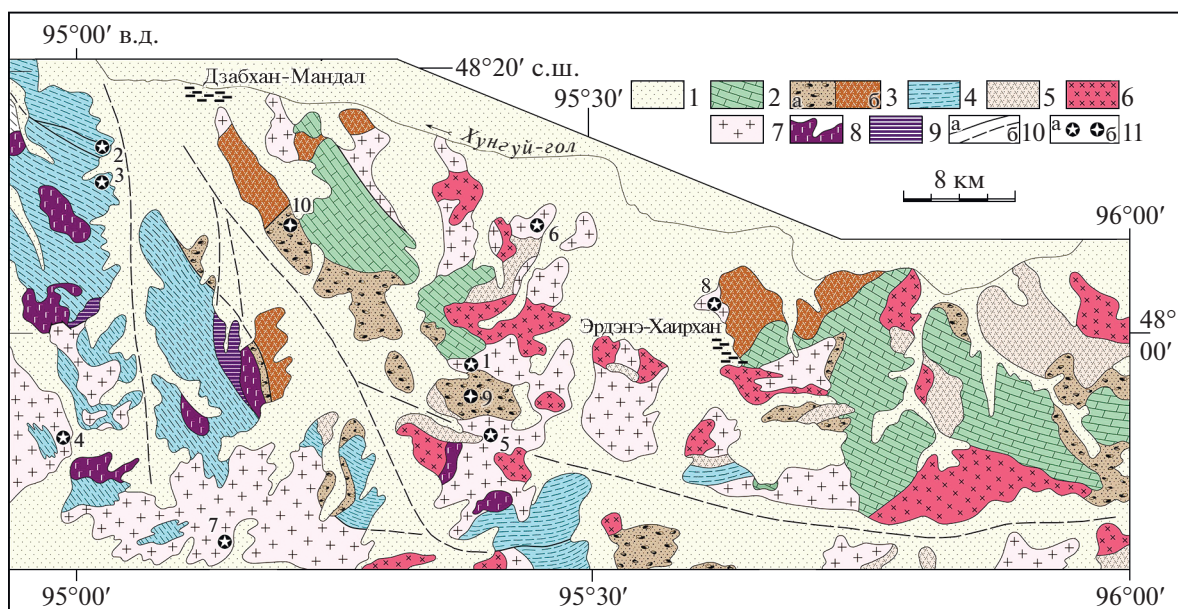 95°00′ в.д.
Дзабхан-Мандал
48°20′ с.ш.
95°30′
1 2 а б 3 4 5 6
7 8 9 а б 10 а б 11
Хунгуй-гол
8 км
2
3
10
6
96°00′
8
Эрдэнэ-Хаирхан
48°
00′
1
9
4
5
7
95°00′
95°30′
96°00′